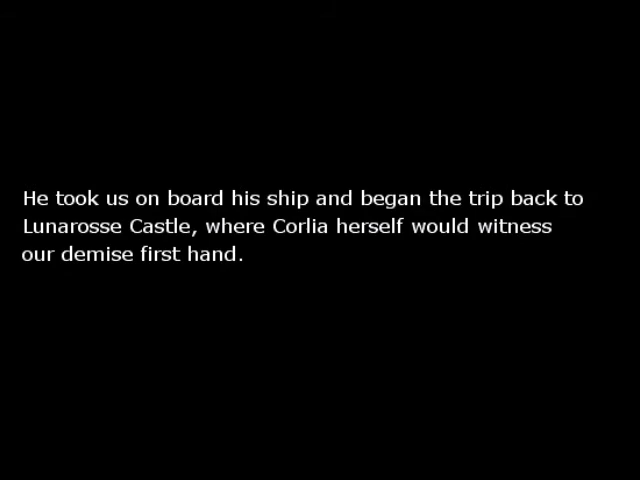 He took us on board his ship and began the trip back to
Lunarosse Castle, where Corlia herself would witness
our demise first hand.